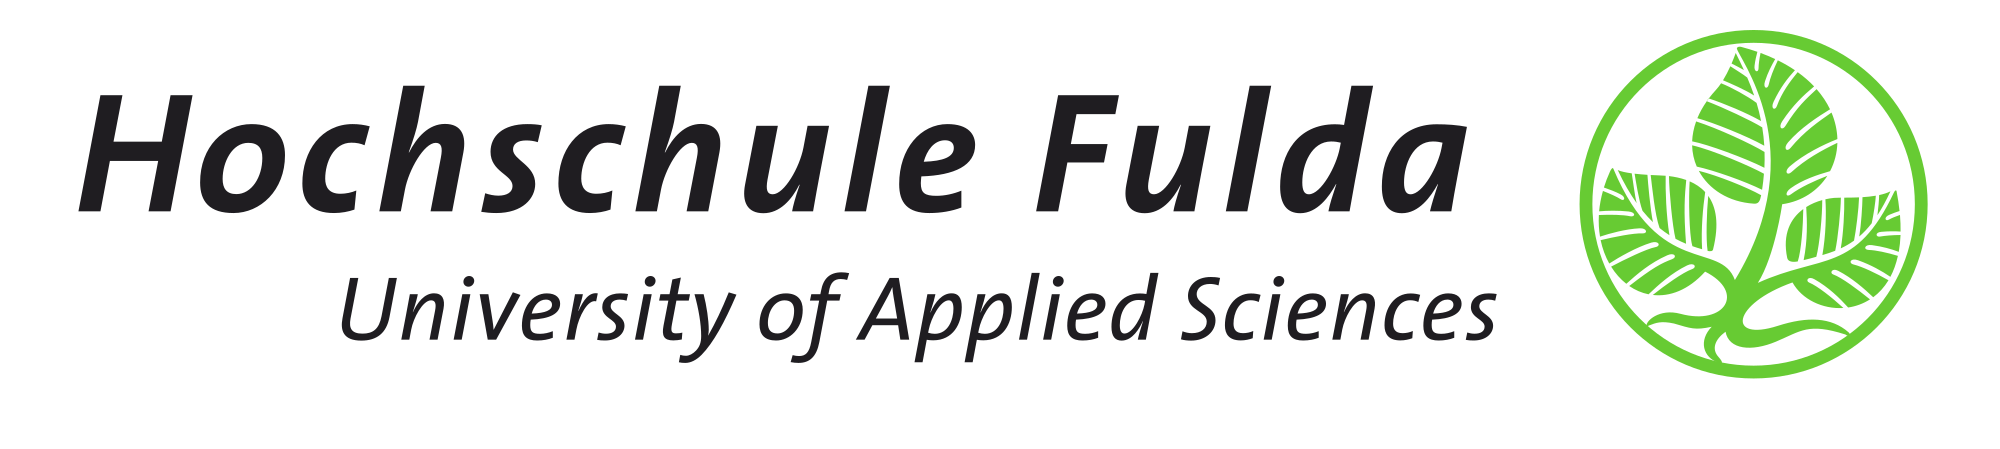 Hochschule Fulda
University of Applied Sciences